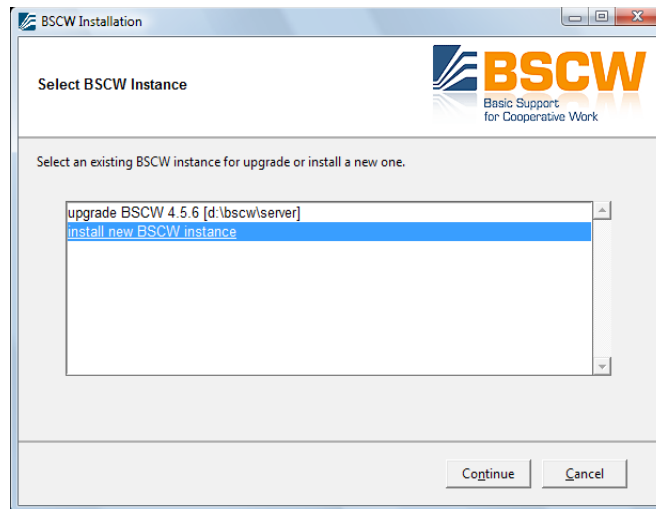 BSCW Installation
Select BSCW Instance
BSCW
Basic Support
for Cooperative Work
Select an existing BSCW instance for upgrade or install a new one.
upgrade BSCW 4.5.6 [d:\bscw\server]
install new BSCW instance
Continue
Cancel